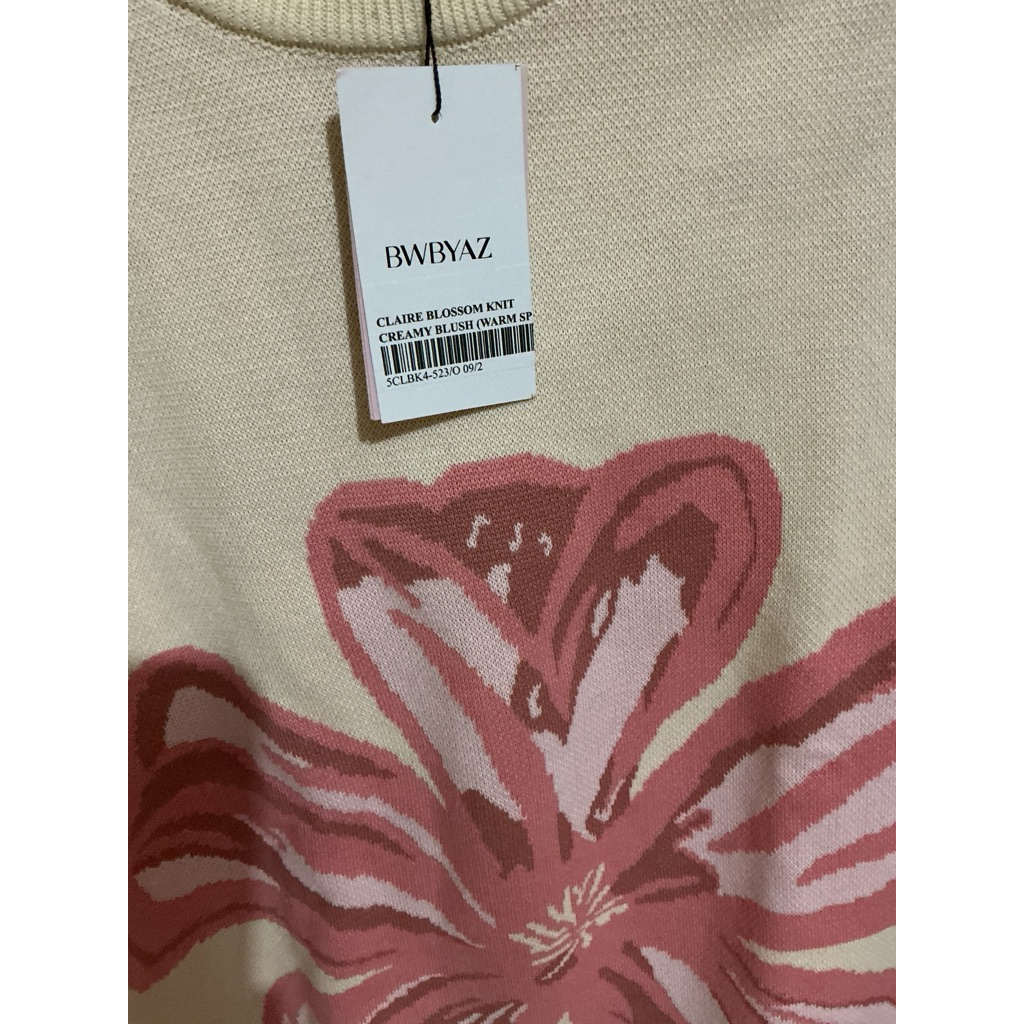 BWBYAZ
CLAIRE BLOSSOM KNIT
CREAMY BLUSH (WARM SP
5CLBK4-523/O 09/2